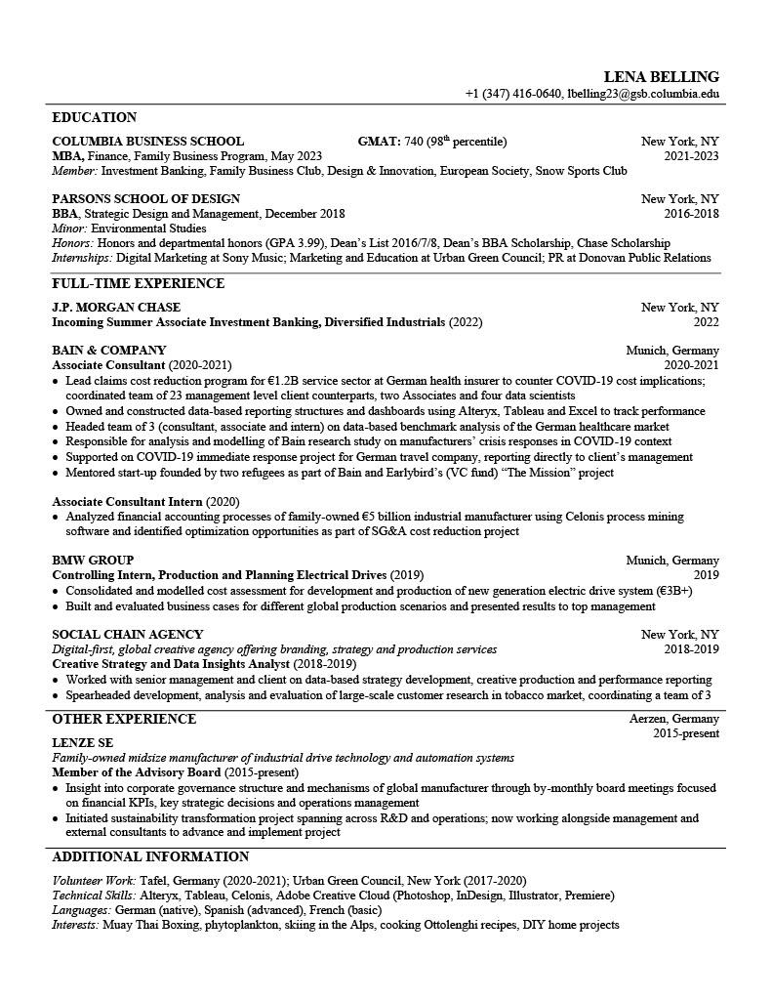 LENA BELLING
+1 (347) 416-0640, lbelling23@gsb.columbia.edu
EDUCATION
COLUMBIA BUSINESS SCHOOL GMAT: 740 (98th percentile) New York, NY
MBA, Finance, Family Business Program, May 2023 2021-2023
Member: Investment Banking, Family Business Club, Design & Innovation, European Society, Snow Sports Club
PARSONS SCHOOL OF DESIGN New York, NY
BBA, Strategic Design and Management, December 2018 2016-2018
Minor: Environmental Studies
Honors: Honors and departmental honors (GPA 3.99), Dean’s List 2016/7/8, Dean’s BBA Scholarship, Chase Scholarship
Internships: Digital Marketing at Sony Music; Marketing and Education at Urban Green Council; PR at Donovan Public Relations
FULL-TIME EXPERIENCE
J.P. MORGAN CHASE New York, NY
Incoming Summer Associate Investment Banking, Diversified Industrials (2022) 2022
BAIN & COMPANY Munich, Germany
Associate Consultant (2020-2021) 2020-2021
• Lead claims cost reduction program for €1.2B service sector at German health insurer to counter COVID-19 cost implications;
coordinated team of 23 management level client counterparts, two Associates and four data scientists
• Owned and constructed data-based reporting structures and dashboards using Alteryx, Tableau and Excel to track performance
• Headed team of 3 (consultant, associate and intern) on data-based benchmark analysis of the German healthcare market
• Responsible for analysis and modelling of Bain research study on manufacturers’ crisis responses in COVID-19 context
• Supported on COVID-19 immediate response project for German travel company, reporting directly to client’s management
• Mentored start-up founded by two refugees as part of Bain and Earlybird’s (VC fund) “The Mission” project
Associate Consultant Intern (2020)
• Analyzed financial accounting processes of family-owned €5 billion industrial manufacturer using Celonis process mining
software and identified optimization opportunities as part of SG&A cost reduction project
BMW GROUP Munich, Germany
Controlling Intern, Production and Planning Electrical Drives (2019) 2019
• Consolidated and modelled cost assessment for development and production of new generation electric drive system (€3B+)
• Built and evaluated business cases for different global production scenarios and presented results to top management
SOCIAL CHAIN AGENCY New York, NY
Digital-first, global creative agency offering branding, strategy and production services 2018-2019
Creative Strategy and Data Insights Analyst (2018-2019)
• Worked with senior management and client on data-based strategy development, creative production and performance reporting
• Spearheaded development, analysis and evaluation of large-scale customer research in tobacco market, coordinating a team of 3
OTHER EXPERIENCE Aerzen, Germany
2015-present
LENZE SE
Family-owned midsize manufacturer of industrial drive technology and automation systems
Member of the Advisory Board (2015-present)
• Insight into corporate governance structure and mechanisms of global manufacturer through by-monthly board meetings focused
on financial KPIs, key strategic decisions and operations management
• Initiated sustainability transformation project spanning across R&D and operations; now working alongside management and
external consultants to advance and implement project
ADDITIONAL INFORMATION
Volunteer Work: Tafel, Germany (2020-2021); Urban Green Council, New York (2017-2020)
Technical Skills: Alteryx, Tableau, Celonis, Adobe Creative Cloud (Photoshop, InDesign, Illustrator, Premiere)
Languages: German (native), Spanish (advanced), French (basic)
Interests: Muay Thai Boxing, phytoplankton, skiing in the Alps, cooking Ottolenghi recipes, DIY home projects